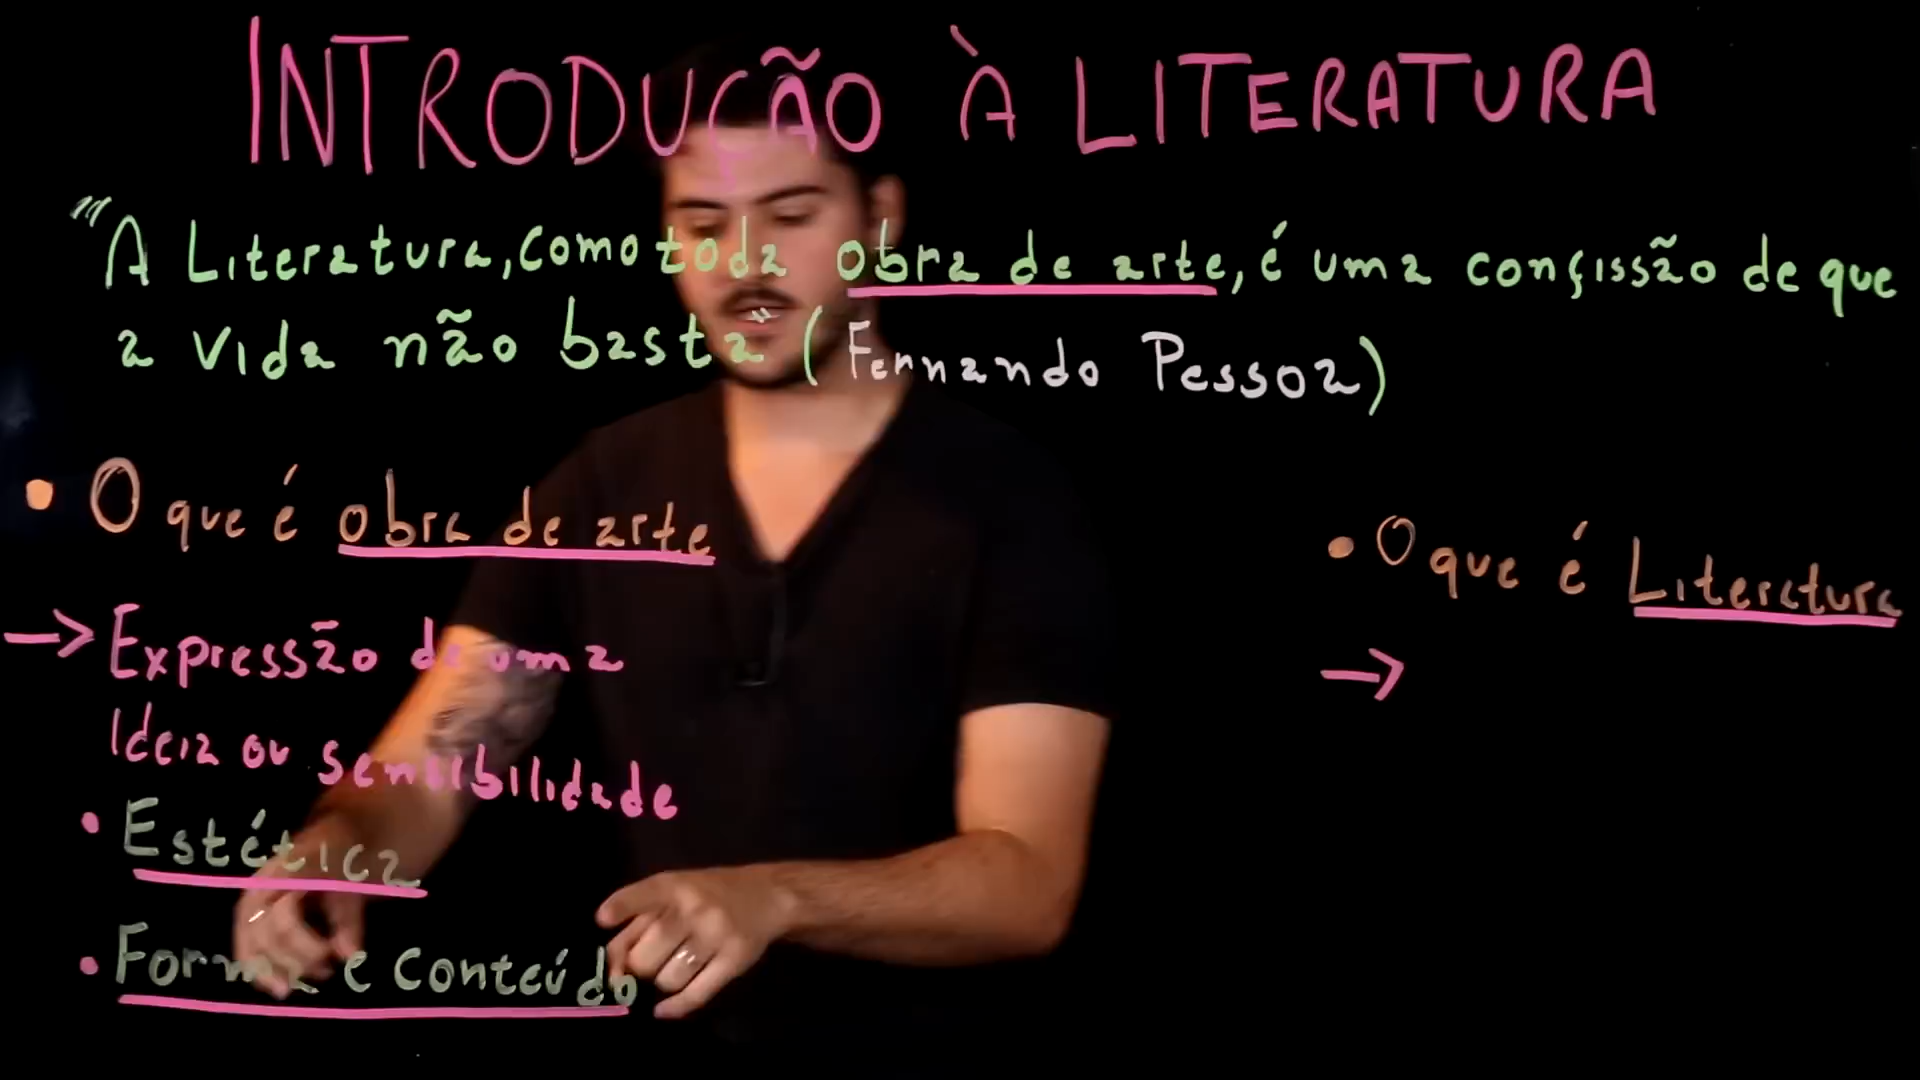 INTRODUÇÃO À LITERATURA
"A Literatura, como toda obra de arte, é uma confissão de que
a vida não basta" (Fernando Pessoa)
• O que é obra de arte
→ Expressão de uma
Ideia ou sensibilidade
• Estética
• Forma e Conteúdo
• O que é Literatura
→